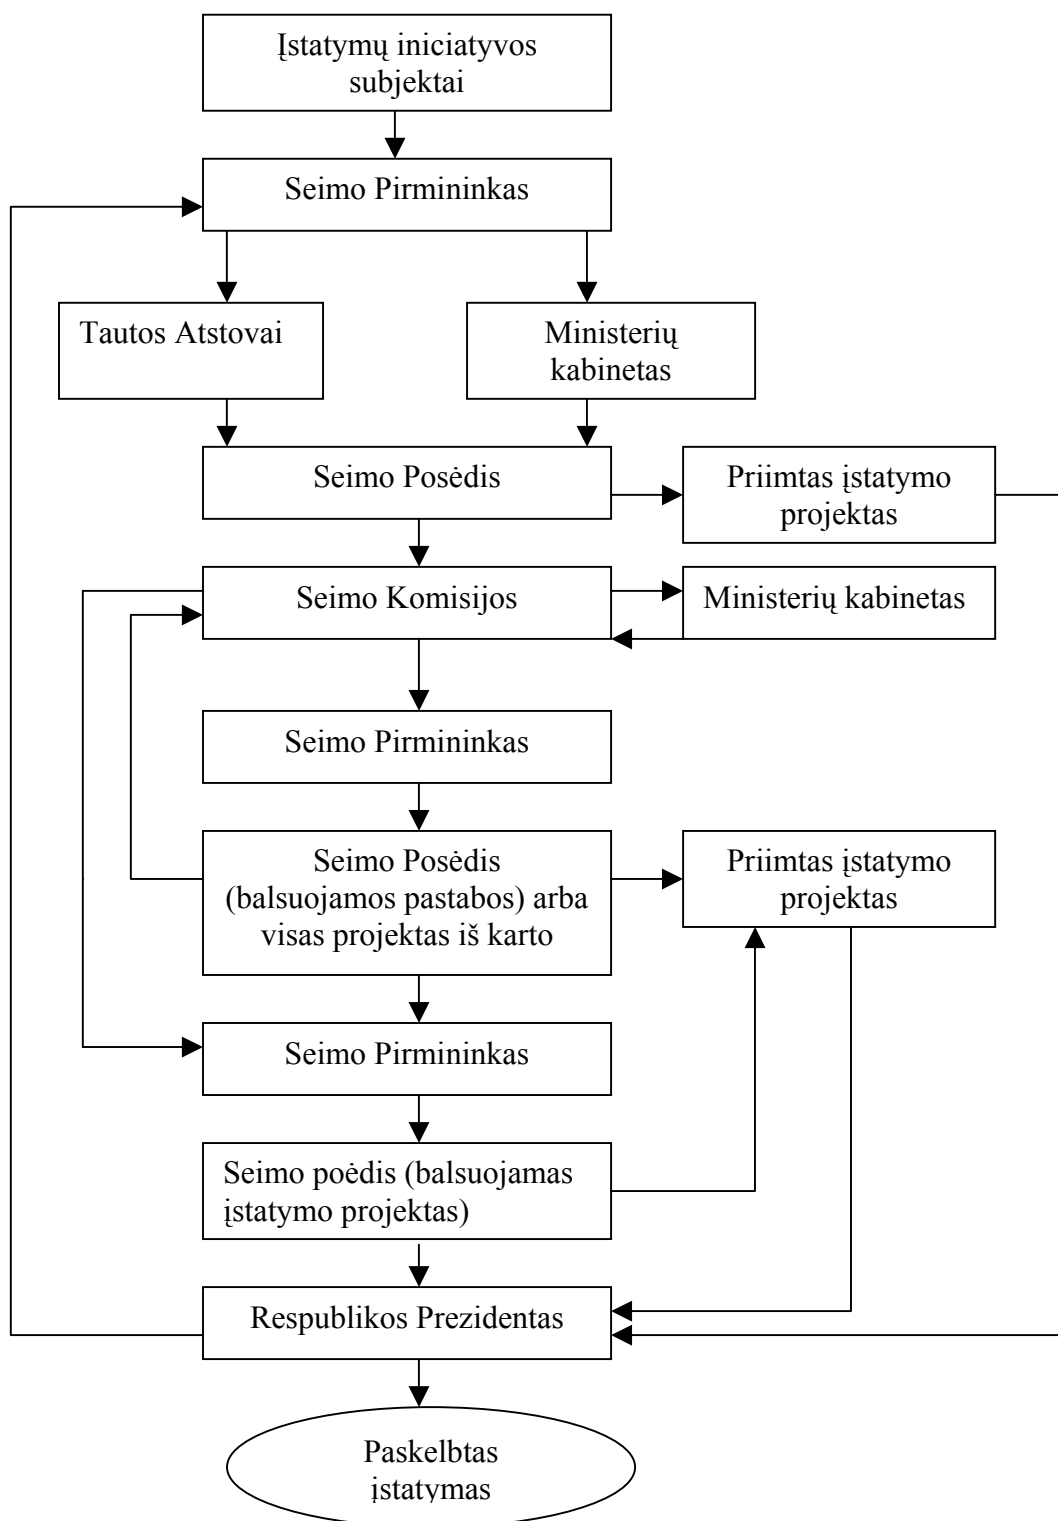 Įstatymų iniciatyvos
subjektai
Seimo Pirmininkas
Tautos Atstovai
Ministerių
kabinetas
Seimo Posėdis
Priimtas įstatymo
projektas
Seimo Komisijos
Ministerių kabinetas
Seimo Pirmininkas
Seimo Posėdis
(balsuojamos pastabos) arba
visas projektas iš karto
Priimtas įstatymo
projektas
Seimo Pirmininkas
Seimo poėdis (balsuojamas
įstatymo projektas)
Respublikos Prezidentas
Paskelbtas
įstatymas